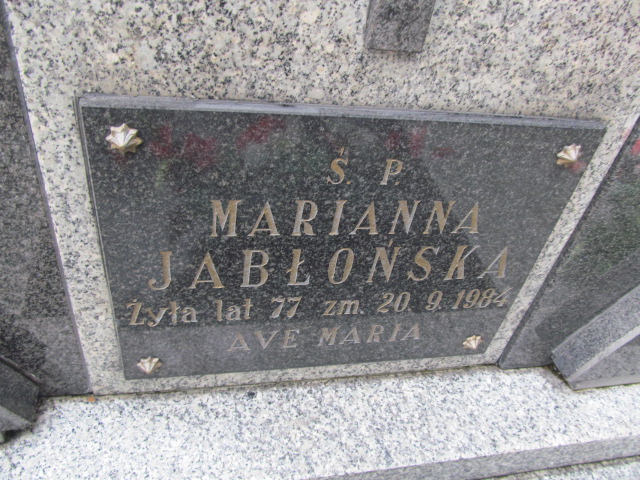 Ś. P.
MARIANNA
JABŁOŃSKA
Żyła lat 77 zm. 20.9.1984
AVE MARIA